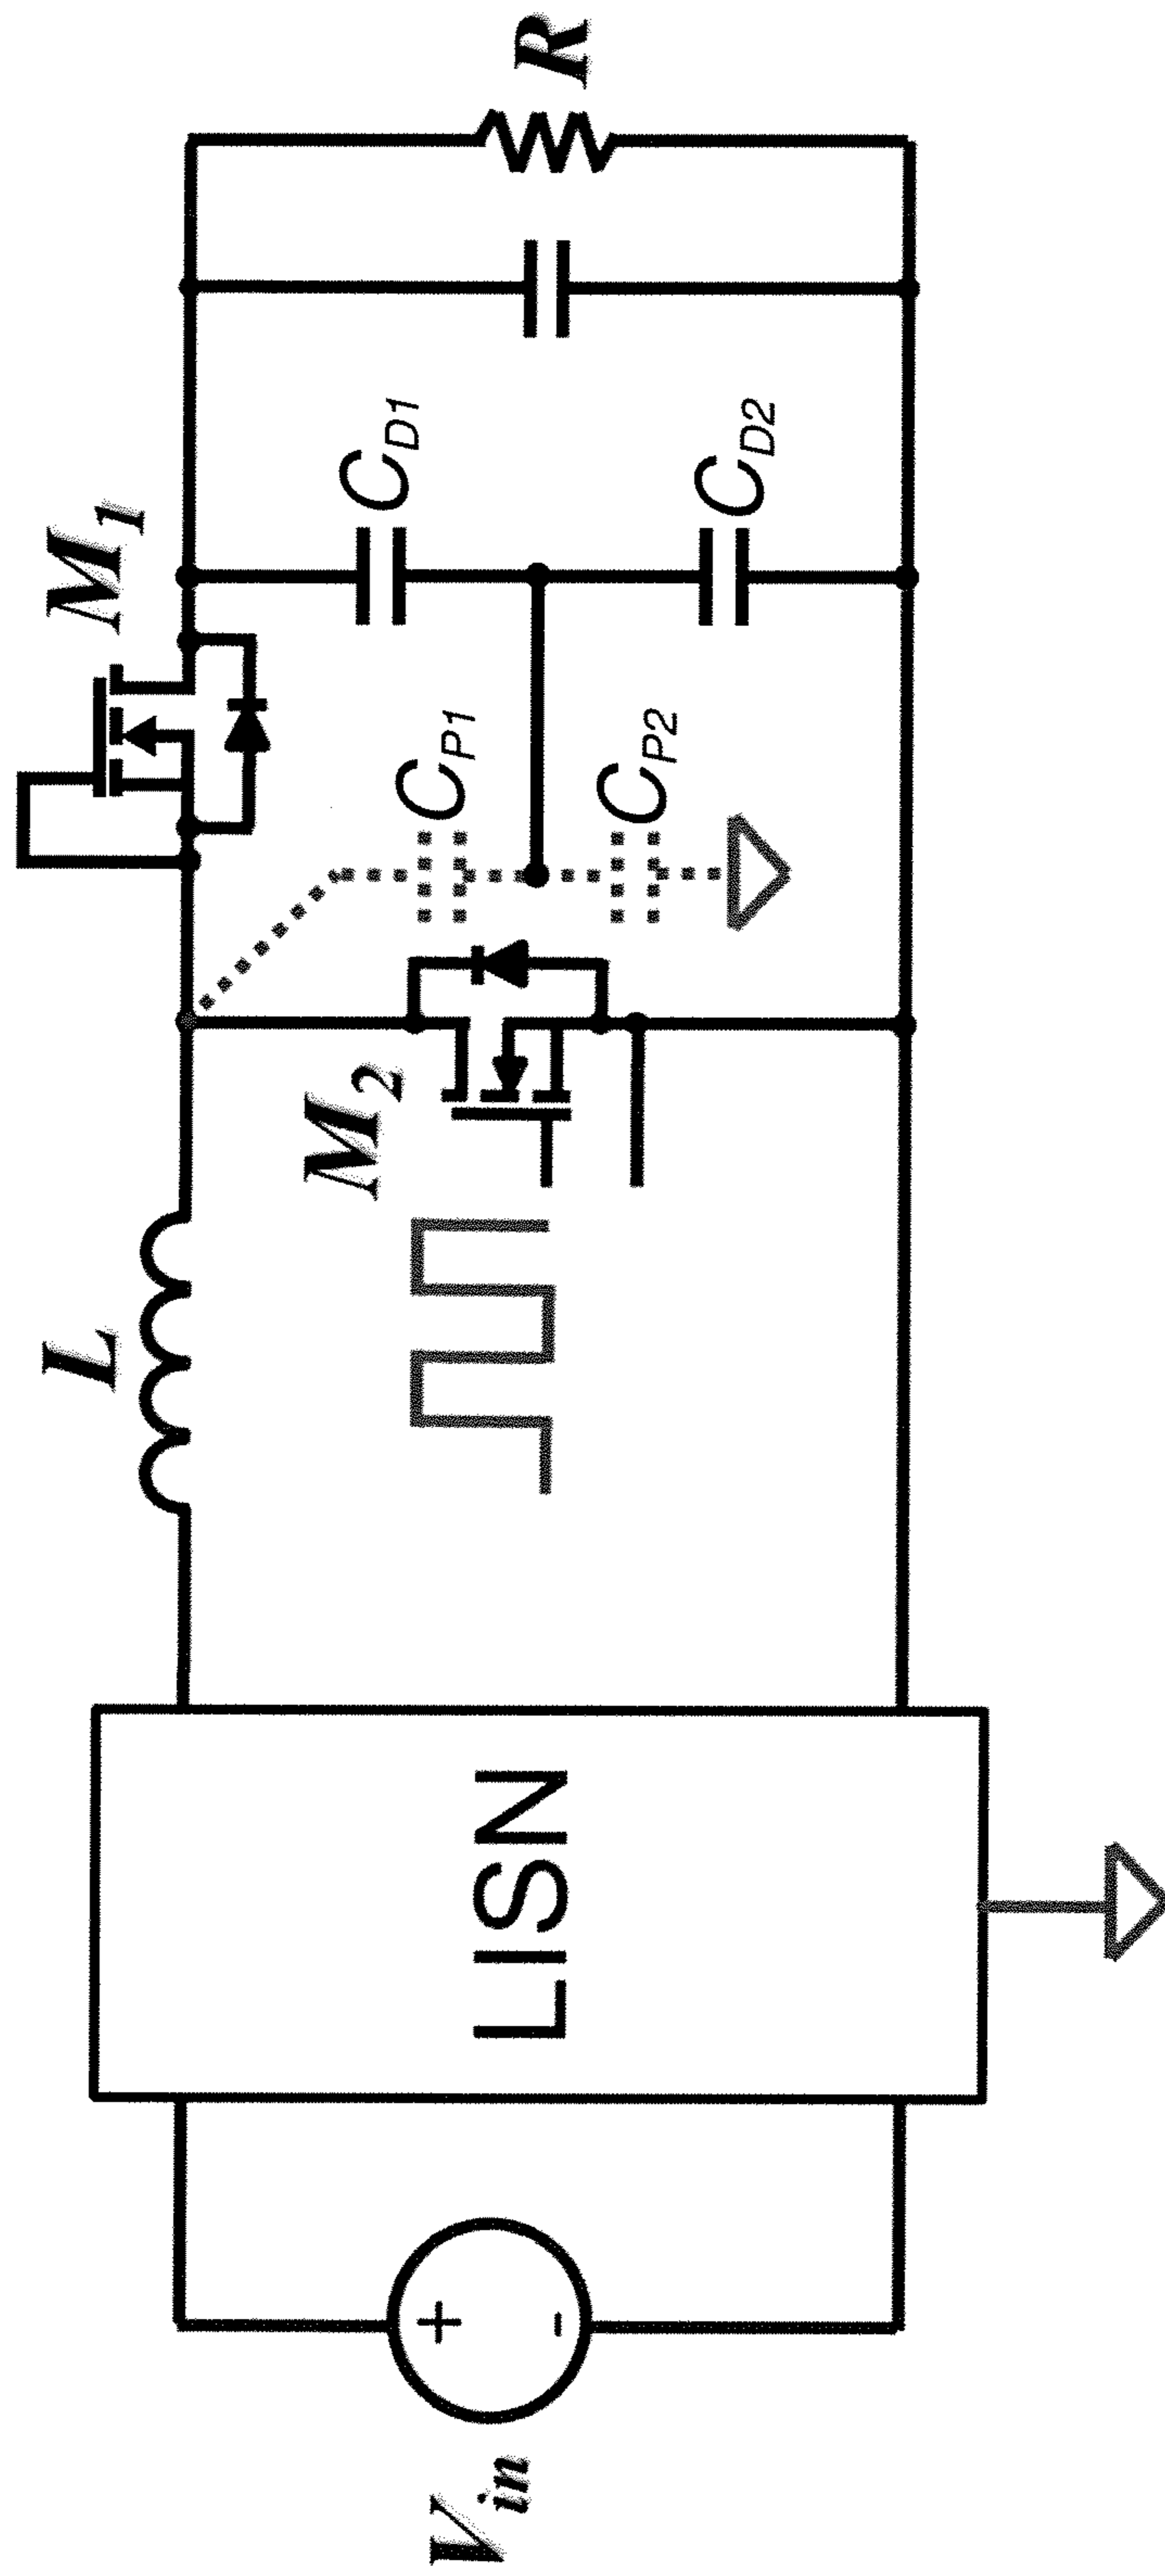 V_in
+
-
LISN
L
M_2
M_1
C_P1
C_P2
C_D1
C_D2
R